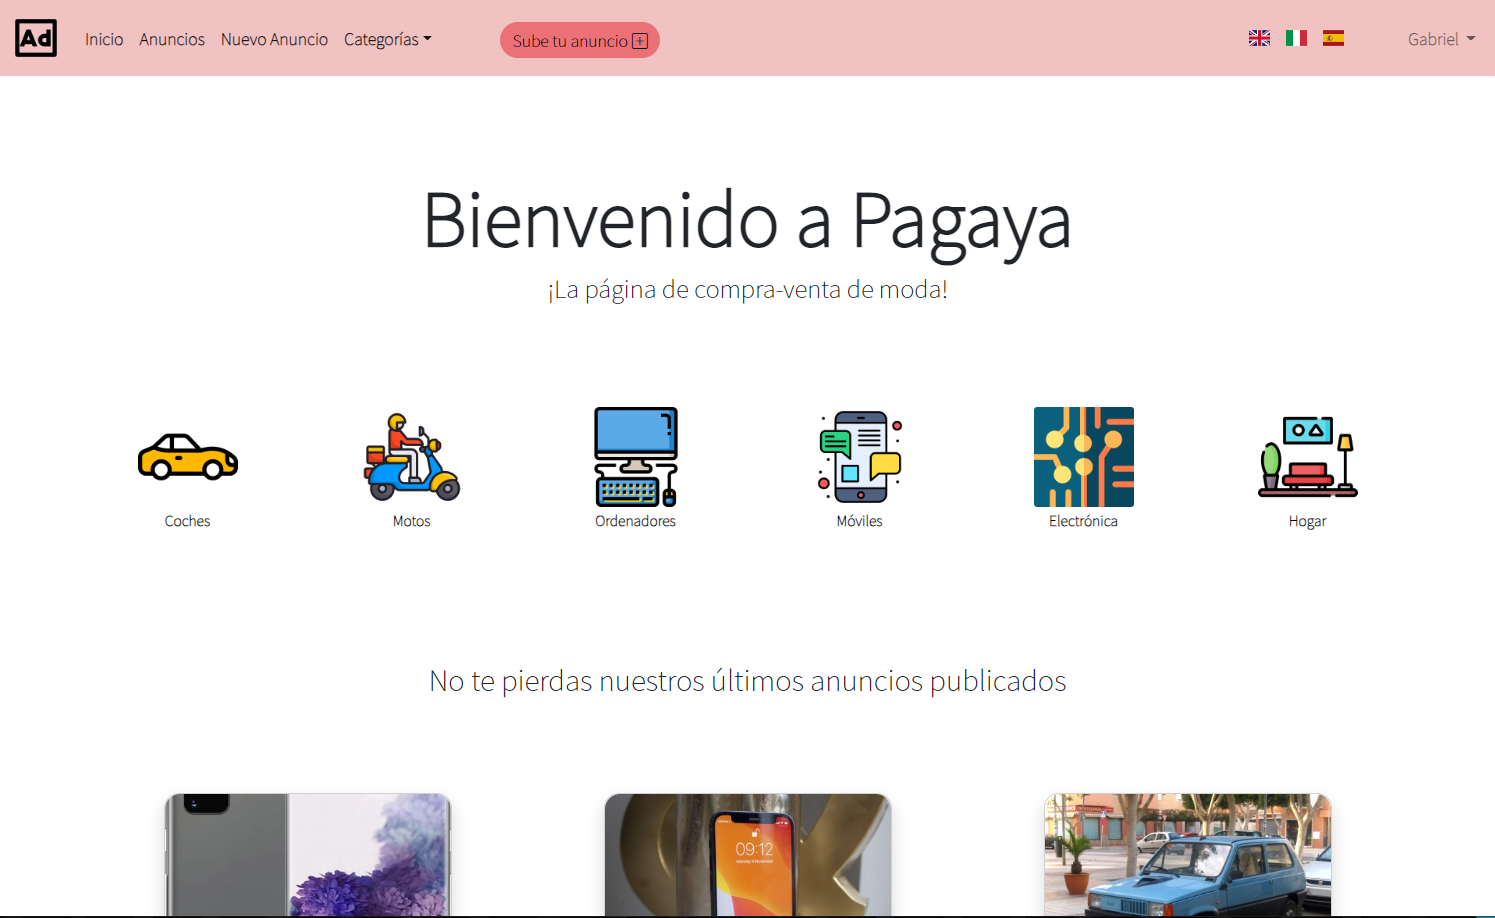 Ad
Inicio Anuncios Nuevo Anuncio Categorías Sube tu anuncio Gabriel
Bienvenido a Pagaya
¡La página de compra-venta de moda!
Coches Motos Ordenadores Móviles Electrónica Hogar
No te pierdas nuestros últimos anuncios publicados
09:12